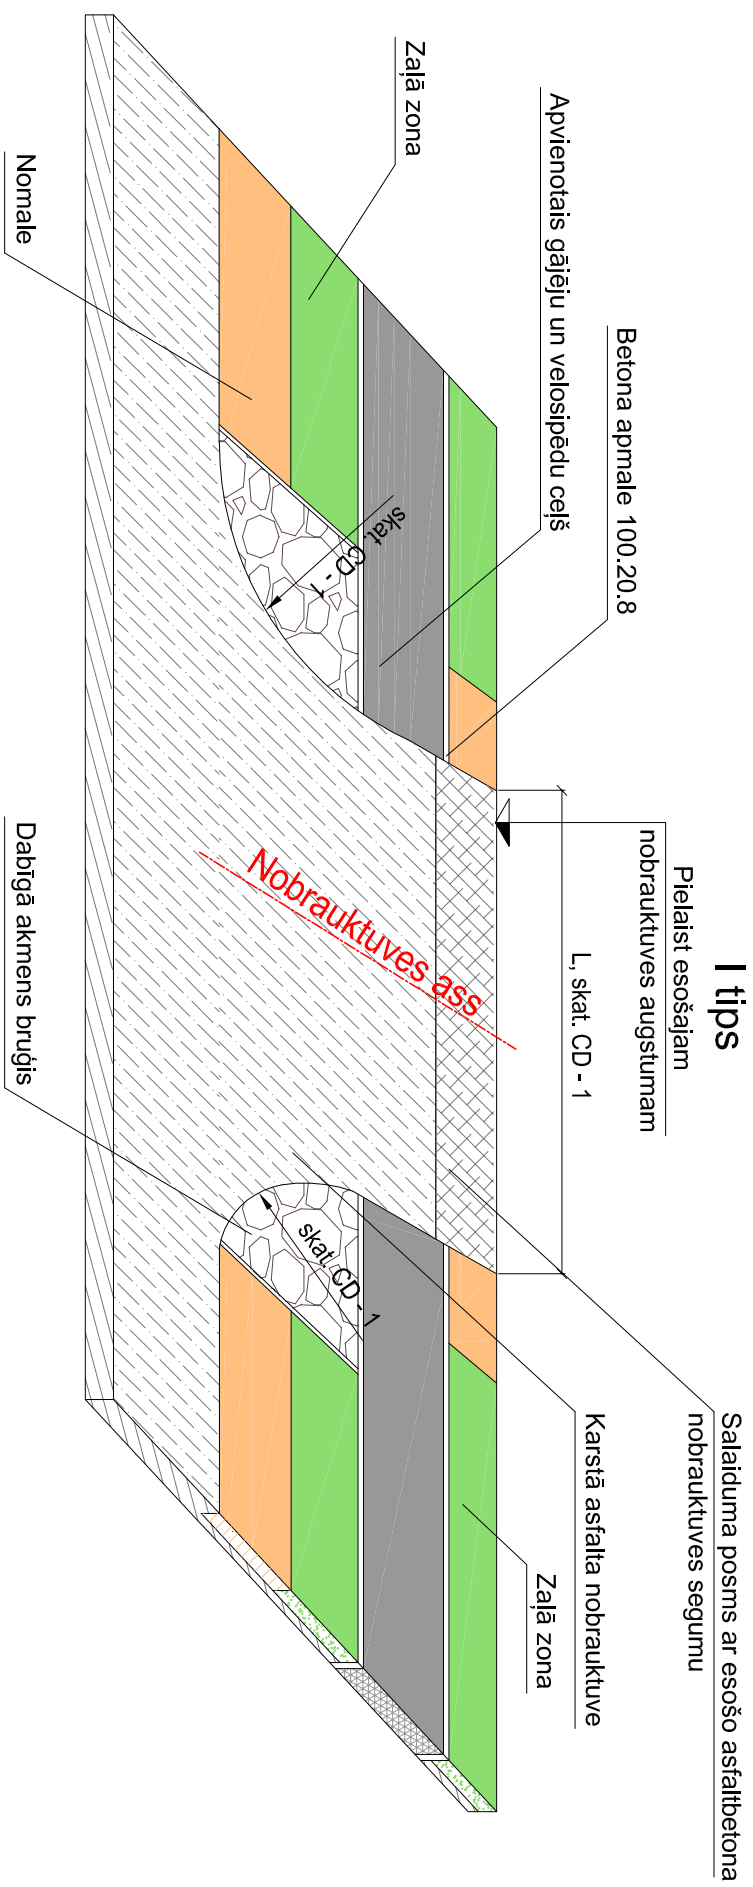 I tips
Pielaist esošajam
nobrauktuves augstumam
L, skat. CD - 1
Salaiduma posms ar esošo asfaltbetona
nobrauktuves segumu
Betona apmale 100.20.8
Apvienotais gājēju un velosipēdu ceļš
Zaļā zona
Karstā asfalta nobrauktuve
Zaļā zona
skat. CD - 1
Nobrauktuves ass
skat. CD - 1
Nomale
Dabīgā akmens bruģis